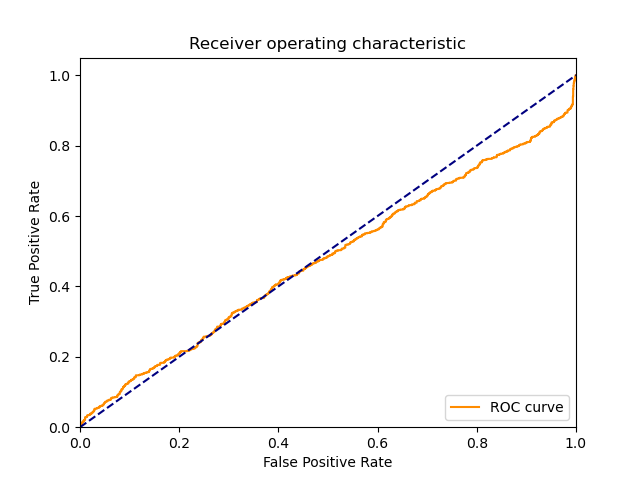 Receiver operating characteristic
True Positive Rate
1.0
0.8
0.6
0.4
0.2
0.0
ROC curve
0.0 0.2 0.4 0.6 0.8 1.0
False Positive Rate